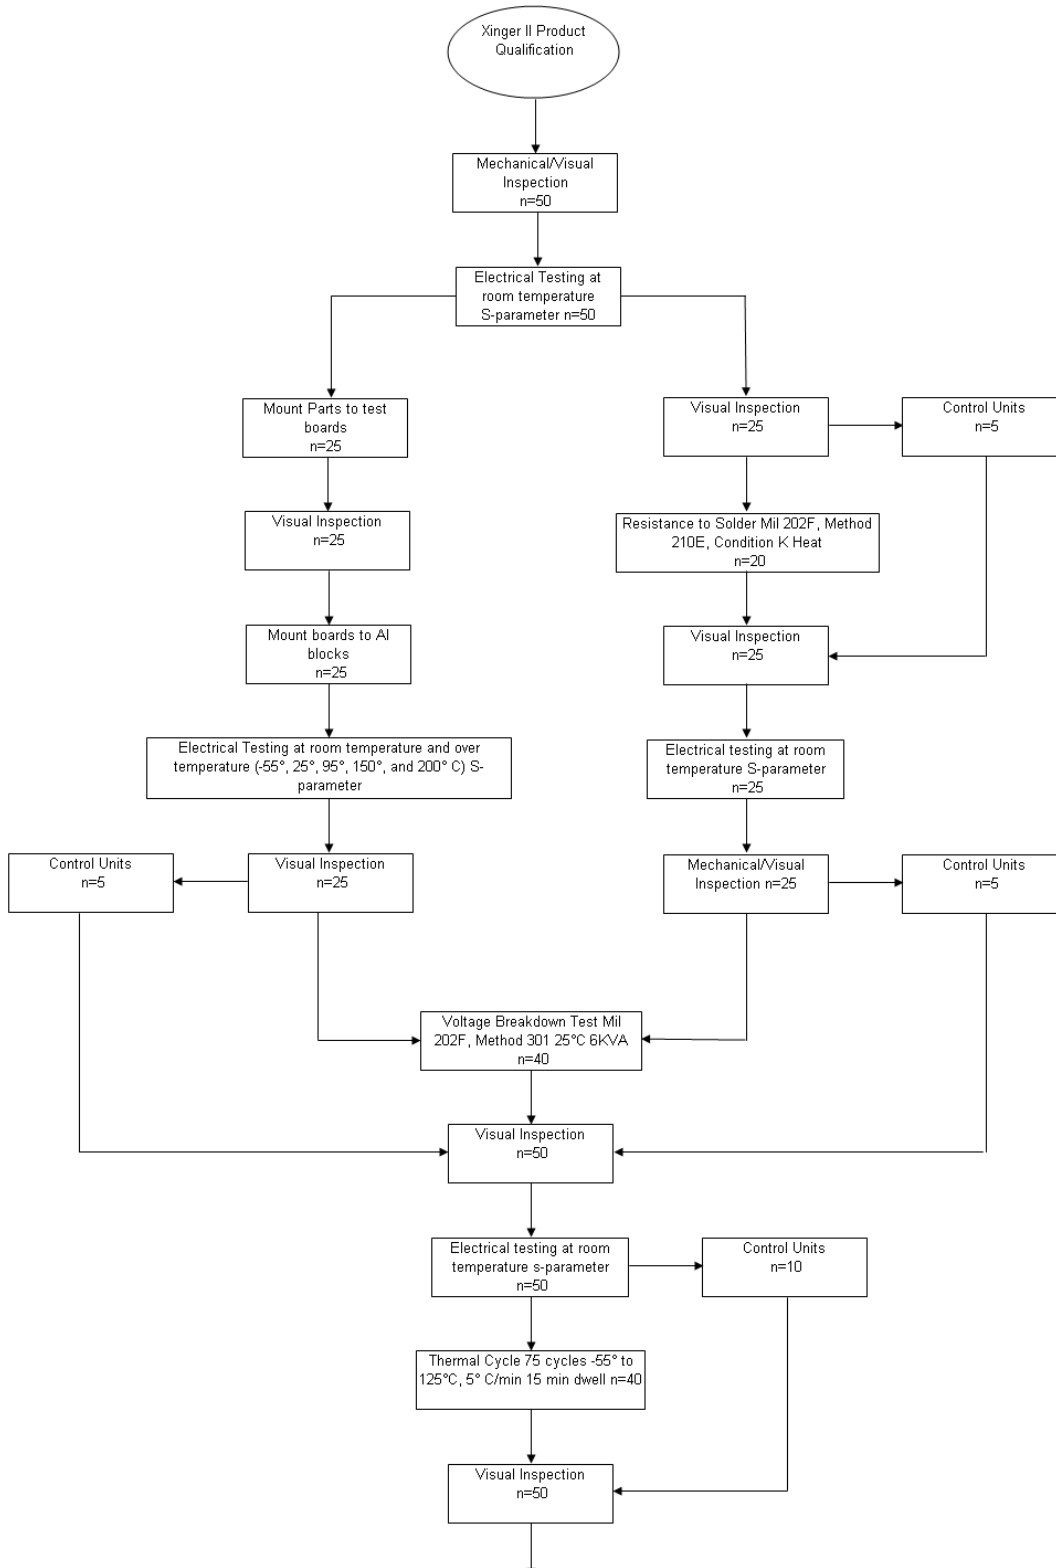 Xinger II Product
Qualification
Mechanical/Visual
Inspection
n=50
Electrical Testing at
room temperature
S-parameter n=50
Mount Parts to test
boards
n=25
Visual Inspection
n=25
Control Units
n=5
Visual Inspection
n=25
Resistance to Solder Mil 202F, Method
210E, Condition K Heat
n=20
Mount boards to Al
blocks
n=25
Visual Inspection
n=25
Electrical Testing at room temperature and over
temperature (-55°, 25°, 95°, 150°, and 200° C) S-
parameter
Electrical testing at room
temperature S-parameter
n=25
Control Units
n=5
Visual Inspection
n=25
Mechanical/Visual
Inspection n=25
Control Units
n=5
Voltage Breakdown Test Mil
202F, Method 301 25°C 6KVA
n=40
Visual Inspection
n=50
Electrical testing at room
temperature s-parameter
n=50
Control Units
n=10
Thermal Cycle 75 cycles -55° to
125°C, 5° C/min 15 min dwell n=40
Visual Inspection
n=50